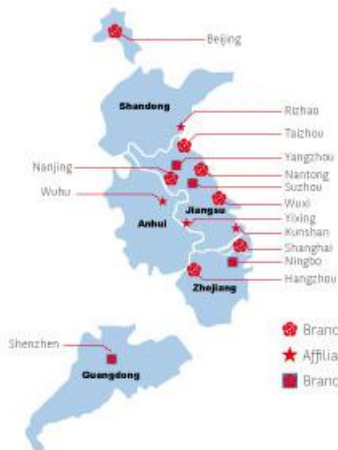 Beijing
Shandong
Rizhao
Taizhou
Yangzhou
Nanjing
Nantong
Suzhou
Wuhu
Wuxi
Jiangsu
Yixing
Anhui
Kunshan
Shanghai
Ningbo
Hangzhou
Zhejiang
Branc
Affilia
Branc
Shenzhen
Guangdong